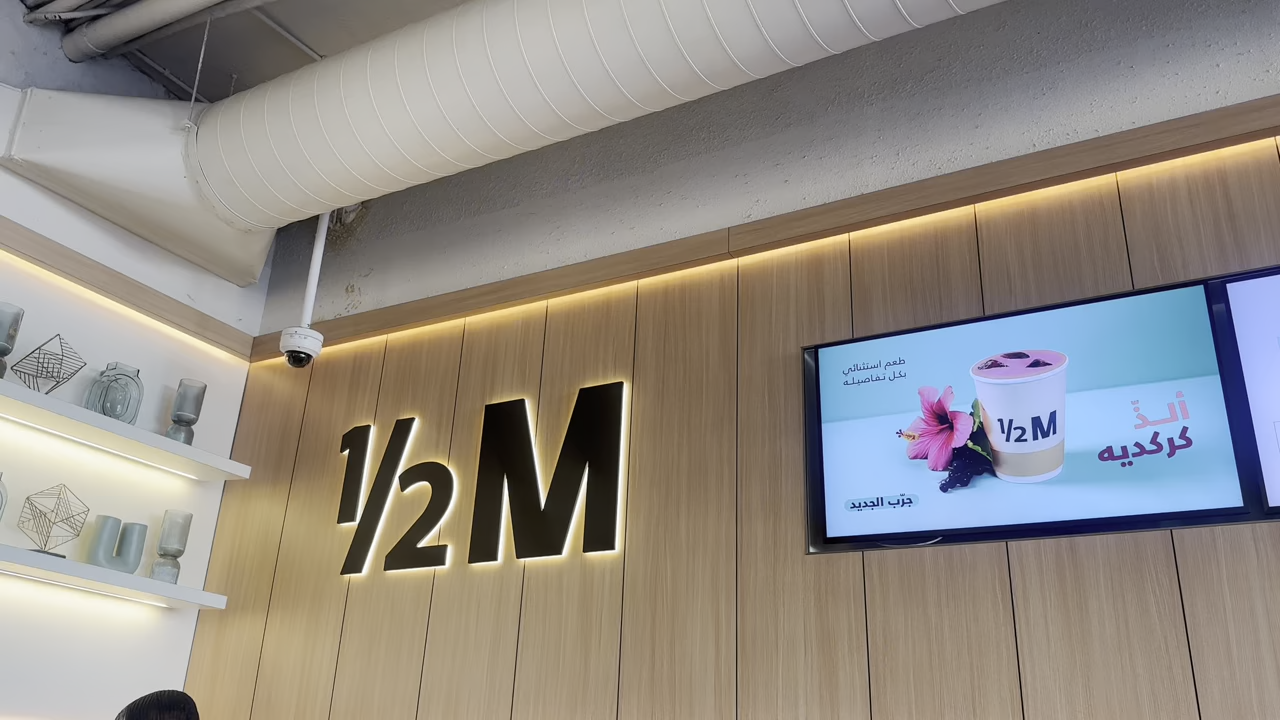 ½M
طعم استثنائي
بكل تفاصيله
½M
ألذّ
كركديه
جرّب الجديد